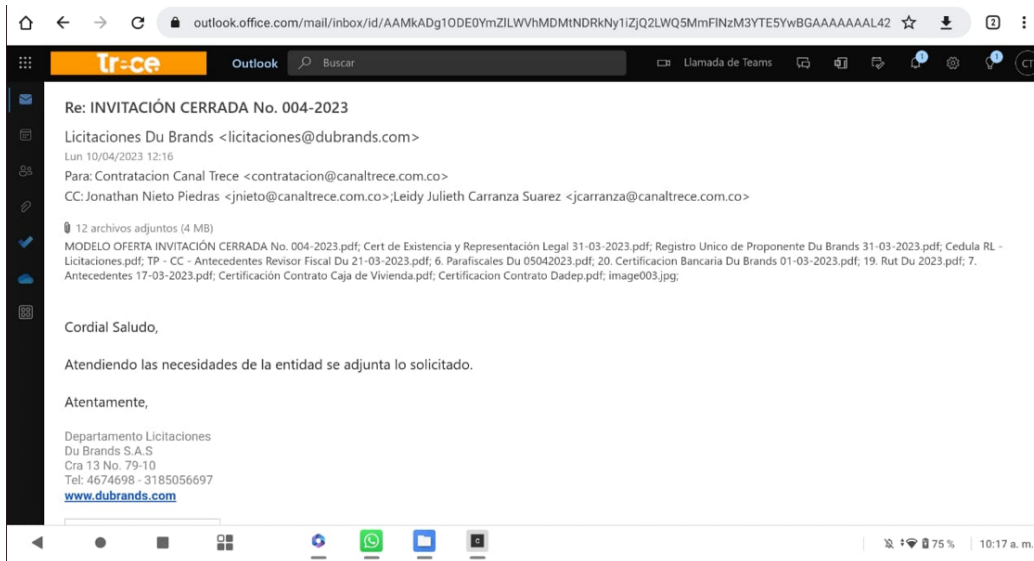 outlook.office.com/mail/inbox/id/AAMkADg1ODE0YmZlLWVhMDMtNDRkNy1iZjQ2LWQ5MmFlNzM3YTE5YwBGAAAAAAAL42
2
Tr=ce
Outlook
Buscar
Llamada de Teams
1
1
CT
Re: INVITACIÓN CERRADA No. 004-2023
Licitaciones Du Brands <licitaciones@dubrands.com>
Lun 10/04/2023 12:16
Para: Contratacion Canal Trece <contratacion@canaltrece.com.co>
CC: Jonathan Nieto Piedras <jnieto@canaltrece.com.co>;Leidy Julieth Carranza Suarez <jcarranza@canaltrece.com.co>
12 archivos adjuntos (4 MB)
MODELO OFERTA INVITACIÓN CERRADA No. 004-2023.pdf; Cert de Existencia y Representación Legal 31-03-2023.pdf; Registro Unico de Proponente Du Brands 31-03-2023.pdf; Cedula RL -
Licitaciones.pdf; TP - CC - Antecedentes Revisor Fiscal Du 21-03-2023.pdf; 6. Parafiscales Du 05042023.pdf; 20. Certificacion Bancaria Du Brands 01-03-2023.pdf; 19. Rut Du 2023.pdf; 7.
Antecedentes 17-03-2023.pdf; Certificación Contrato Caja de Vivienda.pdf; Certificacion Contrato Dadep.pdf; image003.jpg;
Cordial Saludo,
Atendiendo las necesidades de la entidad se adjunta lo solicitado.
Atentamente,
Departamento Licitaciones
Du Brands S.A.S
Cra 13 No. 79-10
Tel: 4674698 - 3185056697
www.dubrands.com
75 %
10:17 a. m.